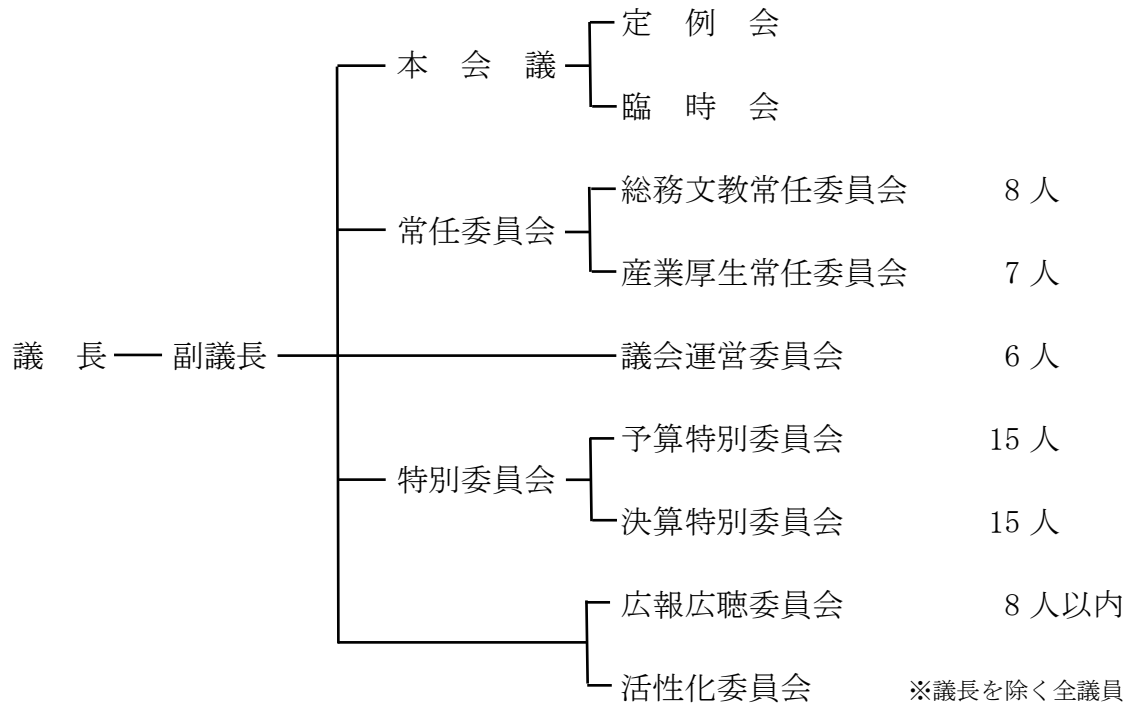 定　例　会
本　会　議
臨　時　会
総務文教常任委員会　8 人
常任委員会
産業厚生常任委員会　7 人
議　長　副議長　議会運営委員会　6 人
予算特別委員会　15 人
特別委員会
決算特別委員会　15 人
広報広聴委員会　8 人以内
活性化委員会　※議長を除く全議員